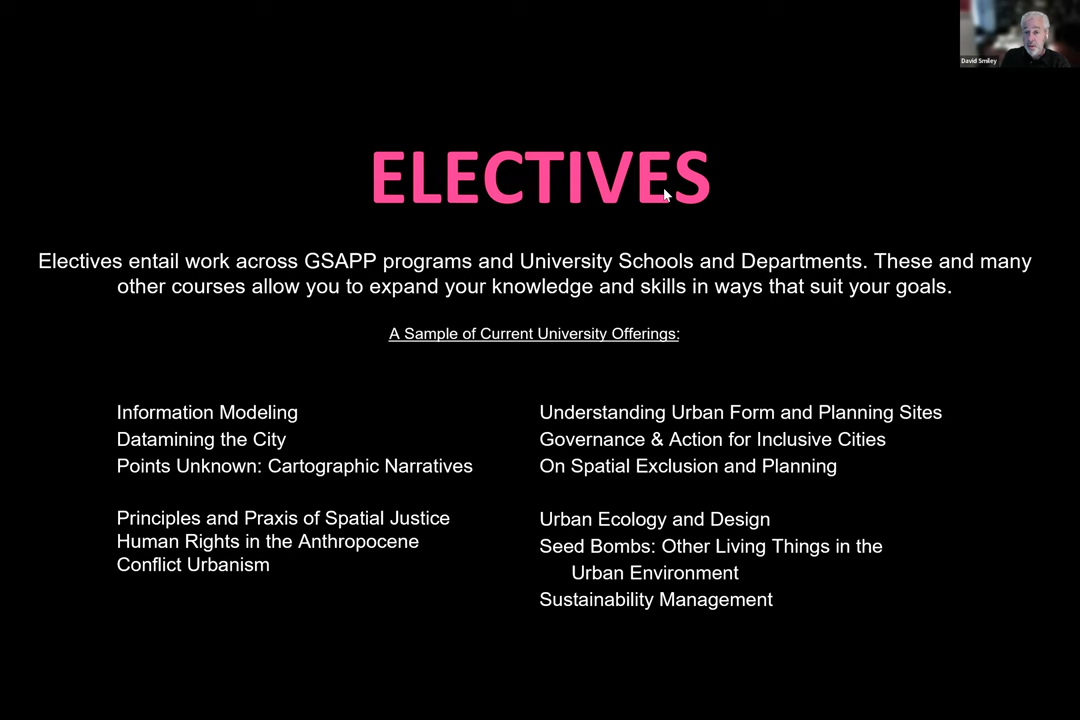 David Smiley
ELECTIVES
Electives entail work across GSAPP programs and University Schools and Departments. These and many
other courses allow you to expand your knowledge and skills in ways that suit your goals.
A Sample of Current University Offerings:
Information Modeling
Datamining the City
Points Unknown: Cartographic Narratives
Principles and Praxis of Spatial Justice
Human Rights in the Anthropocene
Conflict Urbanism
Understanding Urban Form and Planning Sites
Governance & Action for Inclusive Cities
On Spatial Exclusion and Planning
Urban Ecology and Design
Seed Bombs: Other Living Things in the
Urban Environment
Sustainability Management